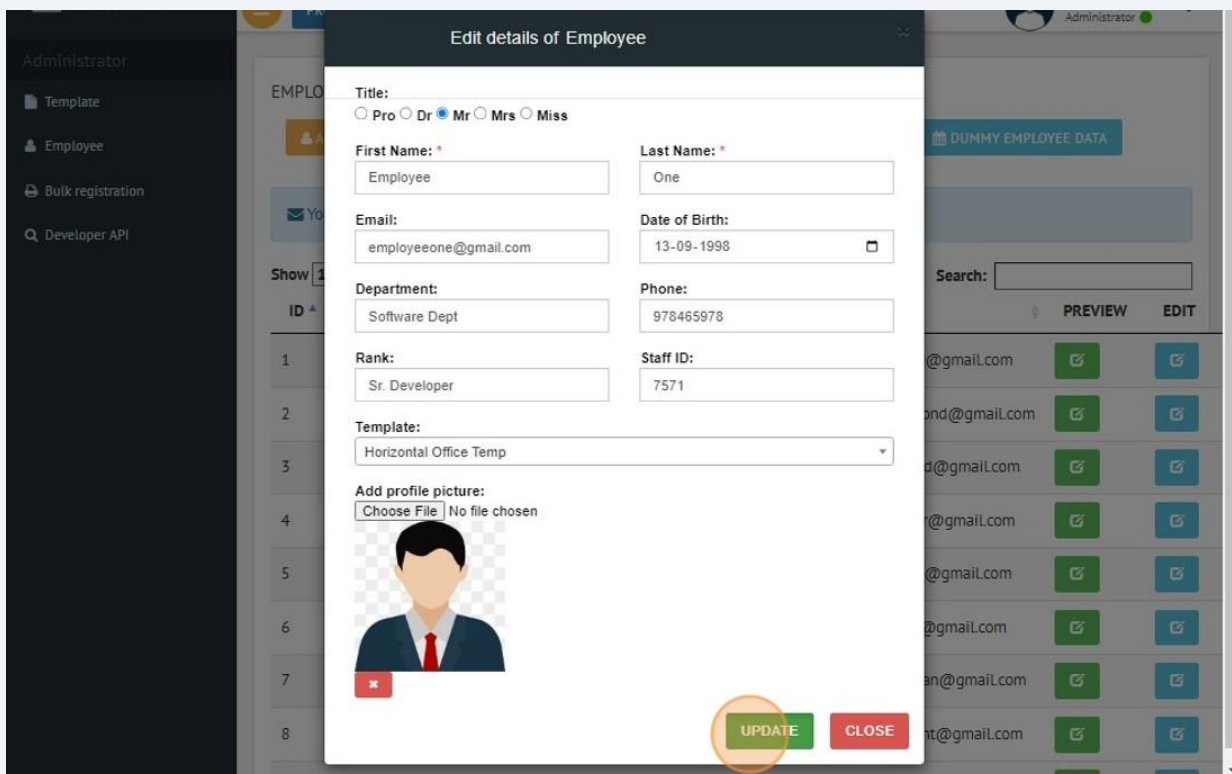 Administrator
Edit details of Employee
Administrator
Template
Employee
Bulk registration
Developer API
EMPLO
DUMMY EMPLOYEE DATA
Yo
Show 1
Search:
ID PREVIEW EDIT
Title:
Pro Dr Mr Mrs Miss
First Name: * Last Name: *
Employee One
Email: Date of Birth:
employeeone@gmail.com 13-09-1998
Department: Phone:
Software Dept 978465978
Rank: Staff ID:
Sr. Developer 7571
Template:
Horizontal Office Temp
Add profile picture:
Choose File No file chosen
UPDATE CLOSE
1 @gmail.com
2 ond@gmail.com
3 d@gmail.com
4 r@gmail.com
5 @gmail.com
6 @gmail.com
7 an@gmail.com
8 nt@gmail.com